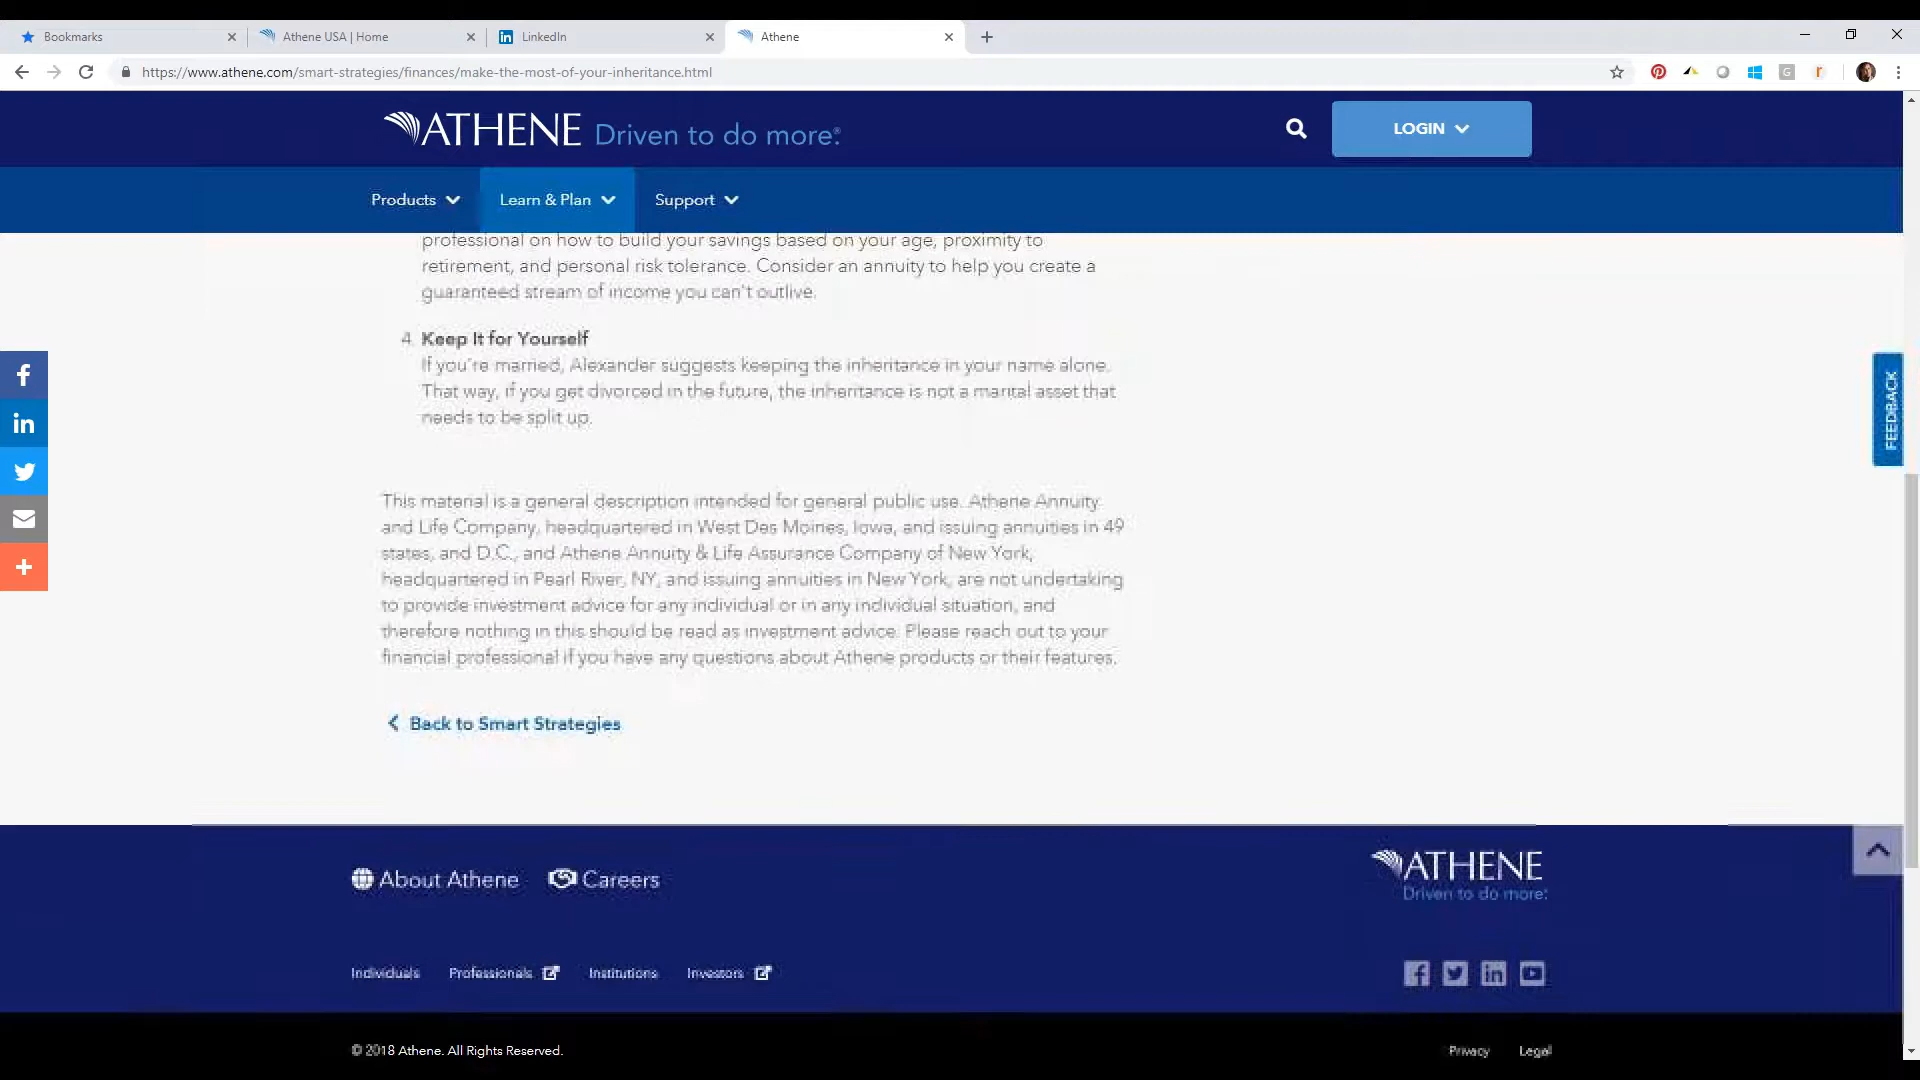 Bookmarks
Athene USA | Home
LinkedIn
Athene
https://www.athene.com/smart-strategies/finances/make-the-most-of-your-inheritance.html
ATHENE Driven to do more.®
LOGIN
Products
Learn & Plan
Support
professional on how to build your savings based on your age, proximity to
retirement, and personal risk tolerance. Consider an annuity to help you create a
guaranteed stream of income you can't outlive.
4. Keep It for Yourself
If you're married, Alexander suggests keeping the inheritance in your name alone.
That way, if you get divorced in the future, the inheritance is not a marital asset that
needs to be split up.
This material is a general description intended for general public use. Athene Annuity
and Life Company, headquartered in West Des Moines, Iowa, and issuing annuities in 49
states, and D.C., and Athene Annuity & Life Assurance Company of New York,
headquartered in Pearl River, NY, and issuing annuities in New York, are not undertaking
to provide investment advice for any individual or in any individual situation, and
therefore nothing in this should be read as investment advice. Please reach out to your
financial professional if you have any questions about Athene products or their features.
Back to Smart Strategies
FEEDBACK
About Athene
Careers
ATHENE
Driven to do more.
Individuals
Professionals
Institutions
Investors
© 2018 Athene. All Rights Reserved.
Privacy
Legal